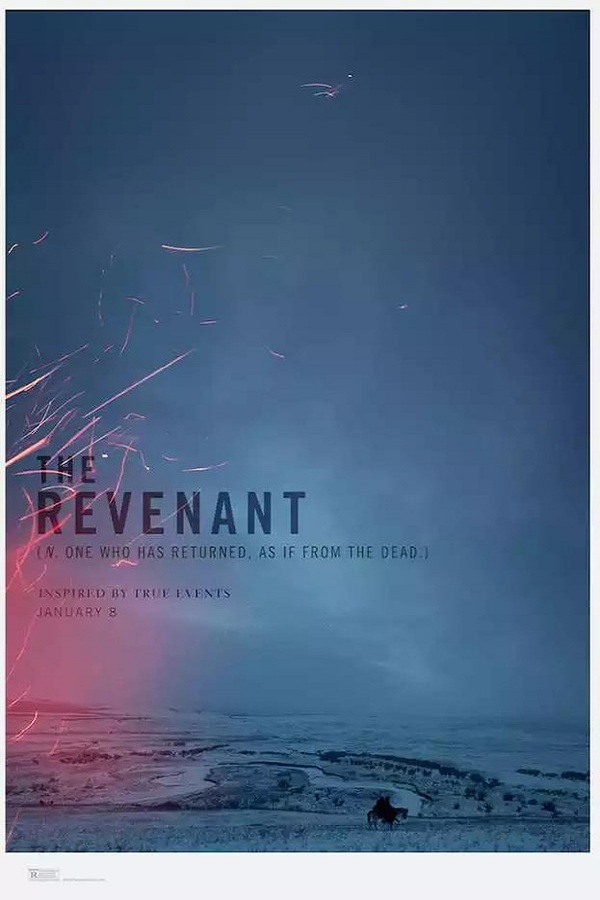 THE
REVENANT
(N. ONE WHO HAS RETURNED, AS IF FROM THE DEAD.)
INSPIRED BY TRUE EVENTS
JANUARY 8
R